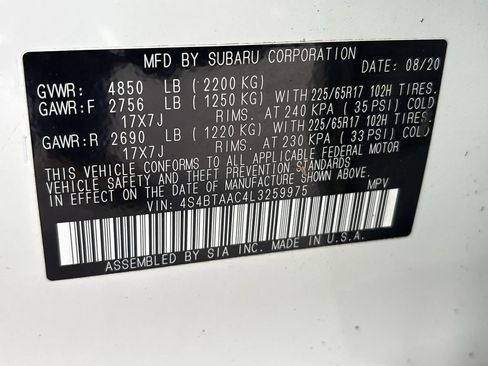 MFD BY SUBARU CORPORATION
DATE: 08/20
GVWR: 4850 LB (2200 KG)
GAWR:F 2756 LB (1250 KG) WITH 225/65R17 102H TIRES.
17X7J RIMS. AT 240 KPA (35 PSI) COLD
GAWR:R 2690 LB (1220 KG) WITH 225/65R17 102H TIRES.
17X7J RIMS. AT 230 KPA (33 PSI) COLD
THIS VEHICLE CONFORMS TO ALL APPLICABLE FEDERAL MOTOR
VEHICLE SAFETY AND THEFT PREVENTION STANDARDS
IN EFFECT ON THE DATE OF MANUFACTURE SHOWN ABOVE.
VIN: 4S4BTAAC4L3259975 MPV
ASSEMBLED BY SIA INC. MADE IN U.S.A.